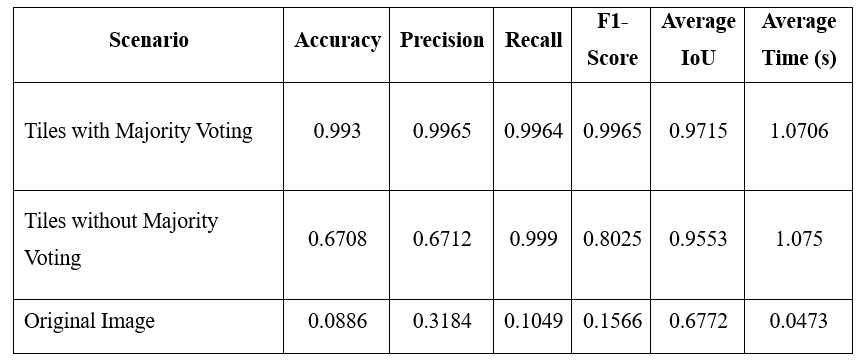 Scenario Accuracy Precision Recall F1- Average Average
Score IoU Time (s)
Tiles with Majority Voting 0.993 0.9965 0.9964 0.9965 0.9715 1.0706
Tiles without Majority
Voting 0.6708 0.6712 0.999 0.8025 0.9553 1.075
Original Image 0.0886 0.3184 0.1049 0.1566 0.6772 0.0473